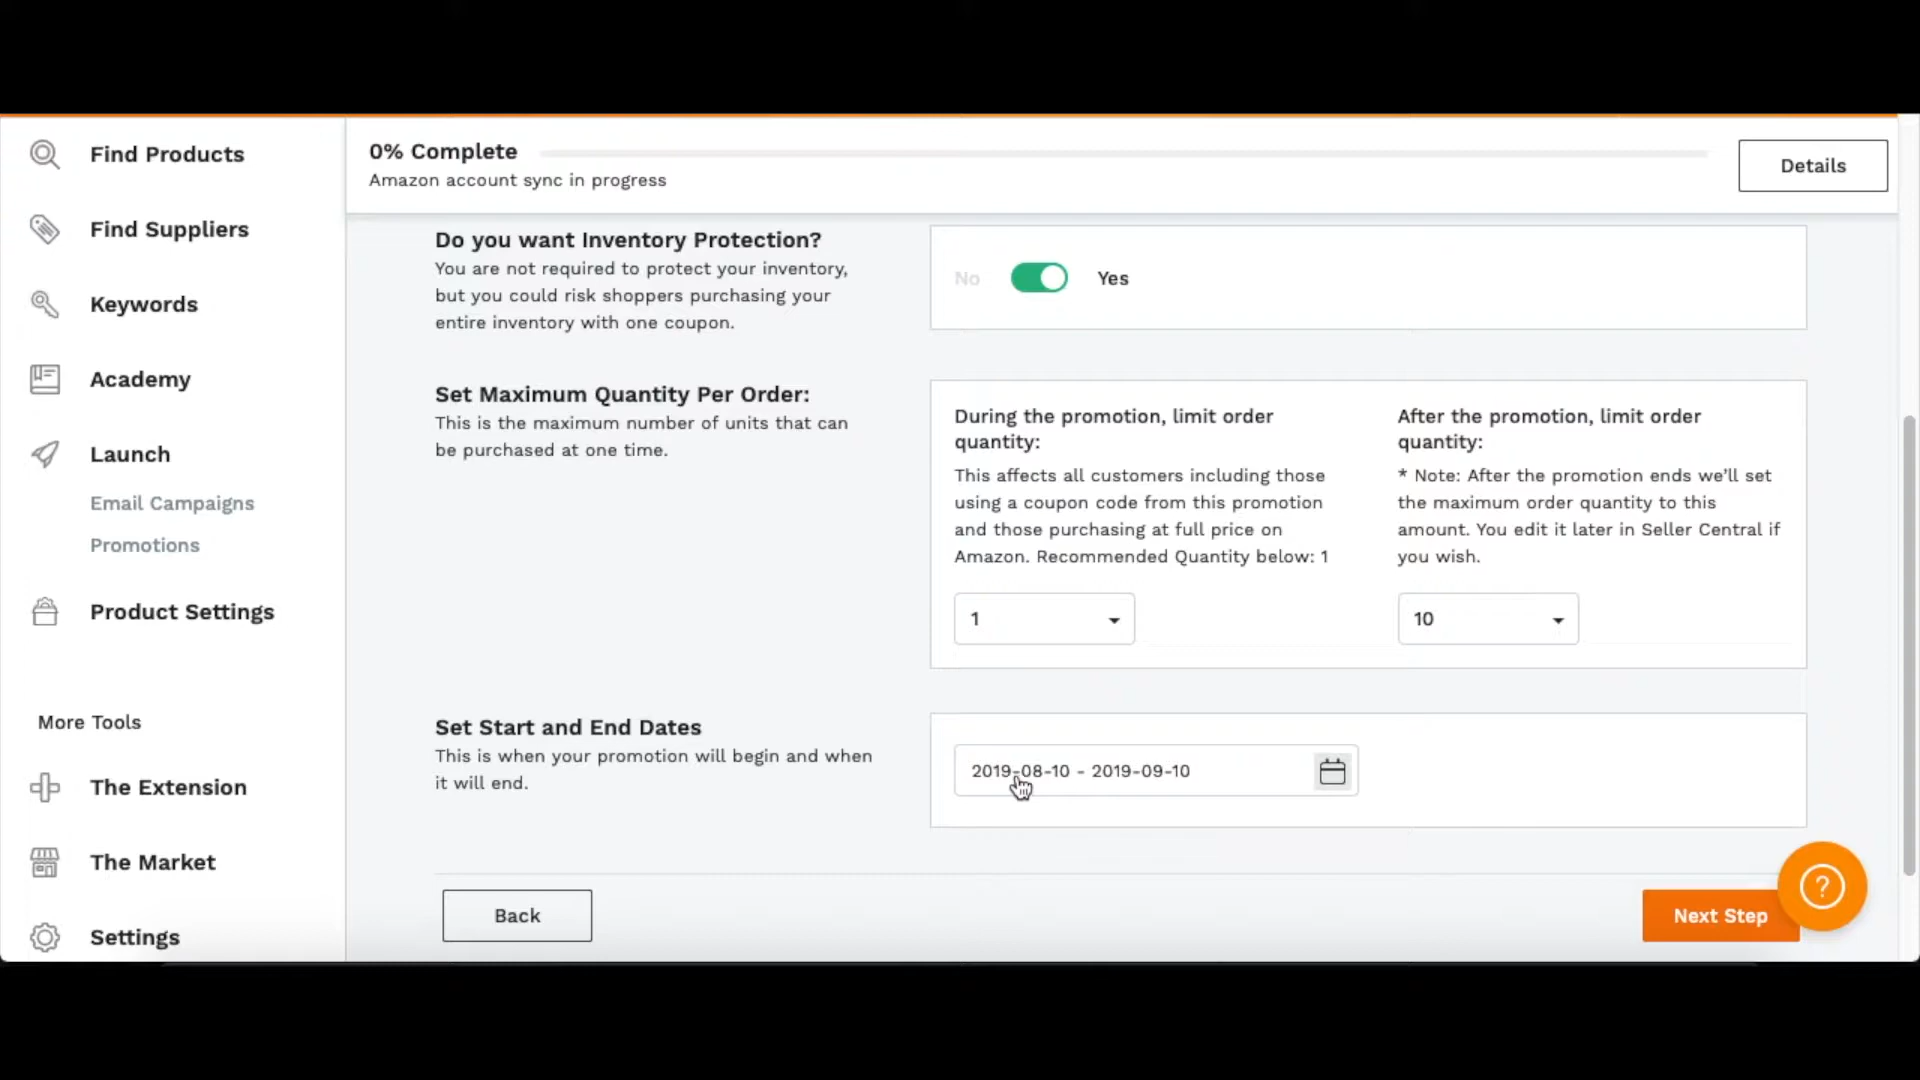 Find Products
Find Suppliers
Keywords
Academy
Launch
Email Campaigns
Promotions
Product Settings
More Tools
The Extension
The Market
Settings
0% Complete
Amazon account sync in progress
Details
Do you want Inventory Protection?
You are not required to protect your inventory,
but you could risk shoppers purchasing your
entire inventory with one coupon.
No
Yes
Set Maximum Quantity Per Order:
This is the maximum number of units that can
be purchased at one time.
During the promotion, limit order
quantity:
This affects all customers including those
using a coupon code from this promotion
and those purchasing at full price on
Amazon. Recommended Quantity below: 1
1
After the promotion, limit order
quantity:
* Note: After the promotion ends we’ll set
the maximum order quantity to this
amount. You edit it later in Seller Central if
you wish.
10
Set Start and End Dates
This is when your promotion will begin and when
it will end.
2019-08-10 - 2019-09-10
Back
Next Step
?